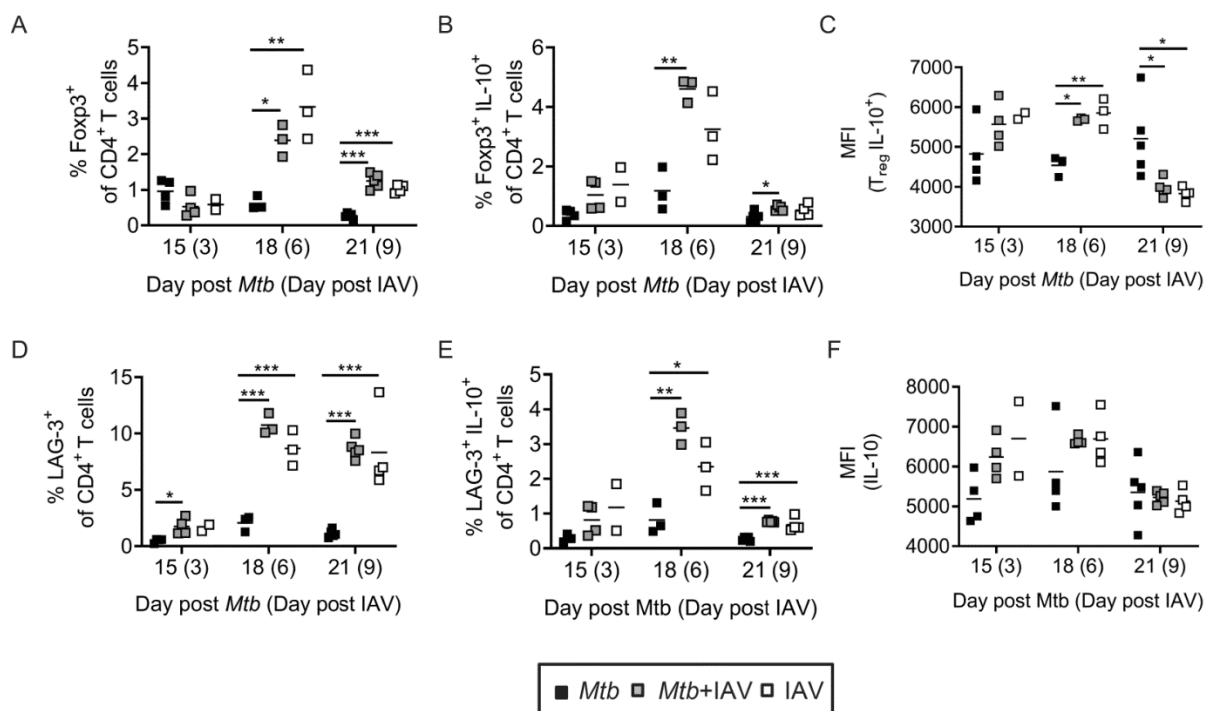 A
% Foxp3⁺
of CD4⁺ T cells
5
4
3
2
1
0
*
**
***
***
15 (3) 18 (6) 21 (9)
Day post Mtb (Day post IAV)
B
% Foxp3⁺ IL-10⁺
of CD4⁺ T cells
6
4
2
0
**
*
15 (3) 18 (6) 21 (9)
Day post Mtb (Day post IAV)
C
MFI
(Treg IL-10⁺)
7000
6000
5000
4000
3000
**
*
*
*
15 (3) 18 (6) 21 (9)
Day post Mtb (Day post IAV)
D
% LAG-3⁺
of CD4⁺ T cells
15
10
5
0
*
***
***
***
***
15 (3) 18 (6) 21 (9)
Day post Mtb (Day post IAV)
E
% LAG-3⁺ IL-10⁺
of CD4⁺ T cells
5
4
3
2
1
0
*
**
***
***
15 (3) 18 (6) 21 (9)
Day post Mtb (Day post IAV)
F
MFI
(IL-10)
8000
7000
6000
5000
4000
15 (3) 18 (6) 21 (9)
Day post Mtb (Day post IAV)
Mtb Mtb+IAV IAV